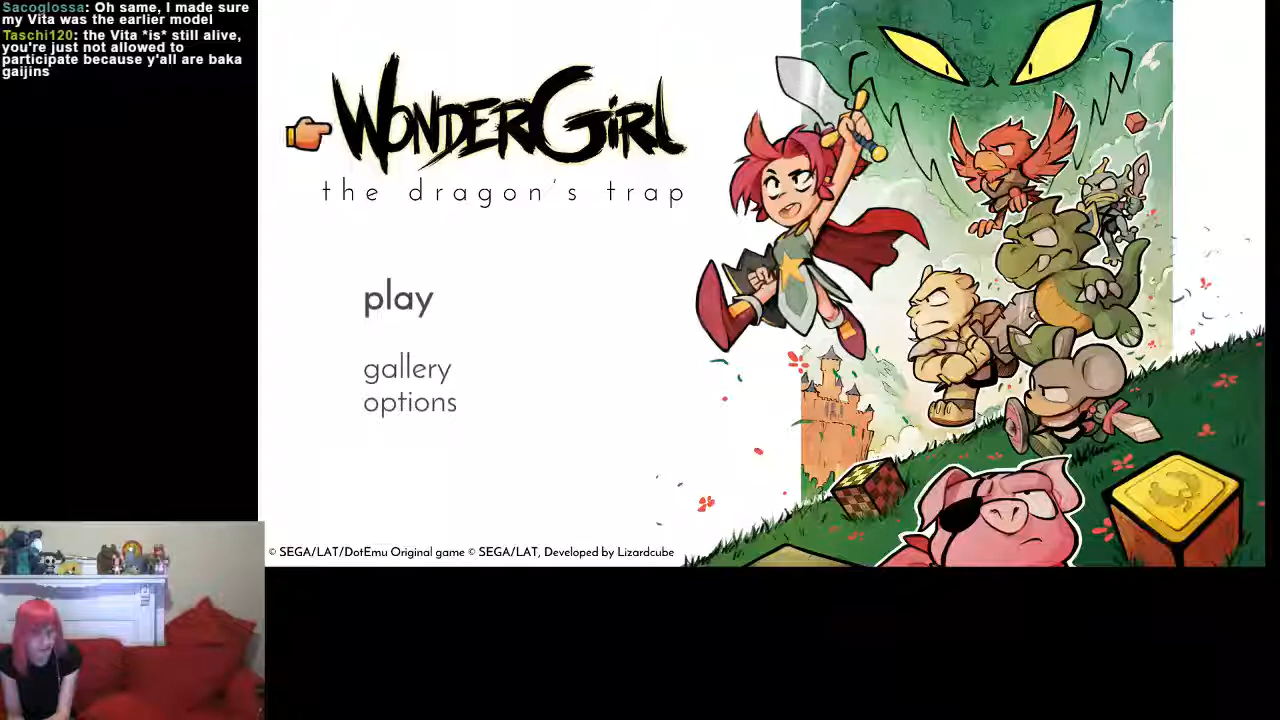 Sacoglossa: Oh same, I made sure
my Vita was the earlier model
Taschi120: the Vita *is* still alive,
you're just not allowed to
participate because y'all are baka
gaijins
WonderGirl
the dragon's trap
play
gallery
options
© SEGA/LAT/DotEmu Original game © SEGA/LAT, Developed by Lizardcube